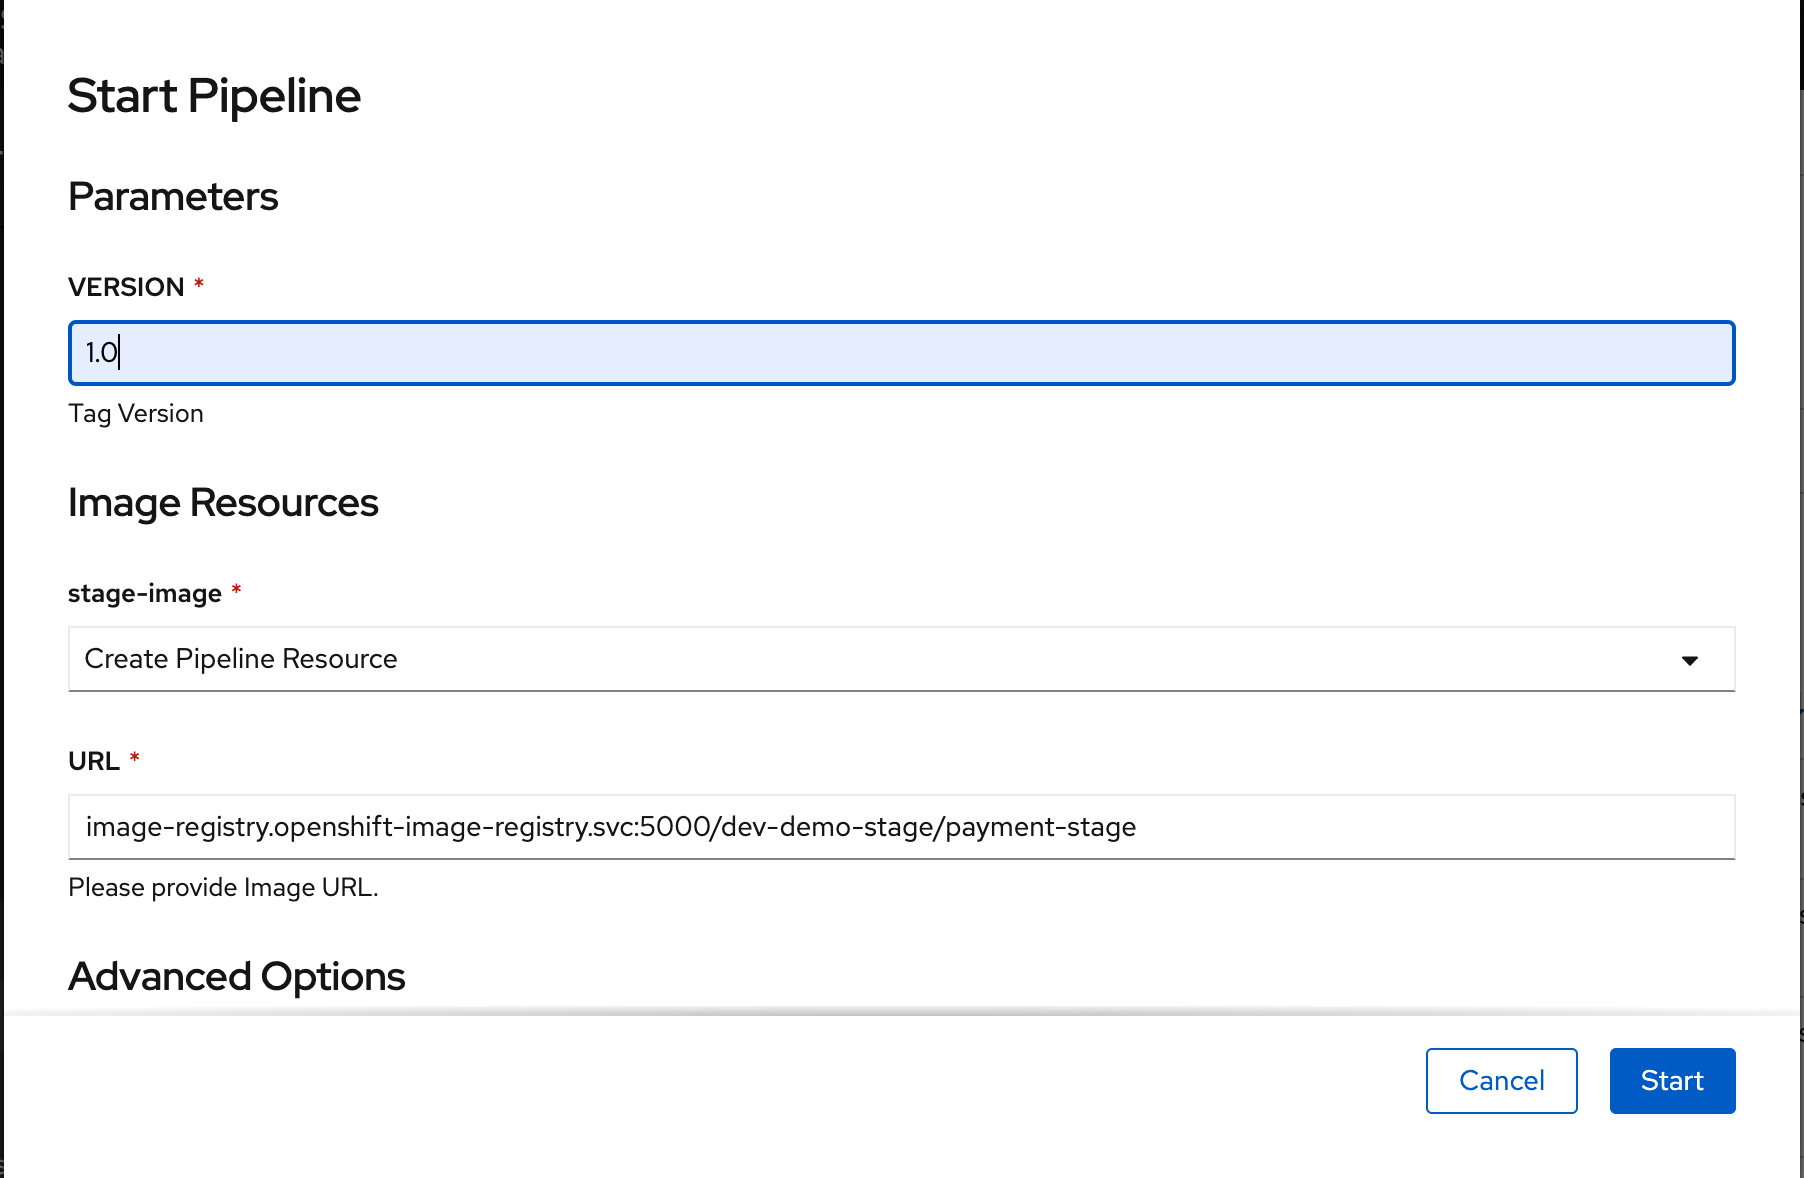 Start Pipeline
Parameters
VERSION *
1.0
Tag Version
Image Resources
stage-image *
Create Pipeline Resource
URL *
image-registry.openshift-image-registry.svc:5000/dev-demo-stage/payment-stage
Please provide Image URL.
Advanced Options
Cancel Start